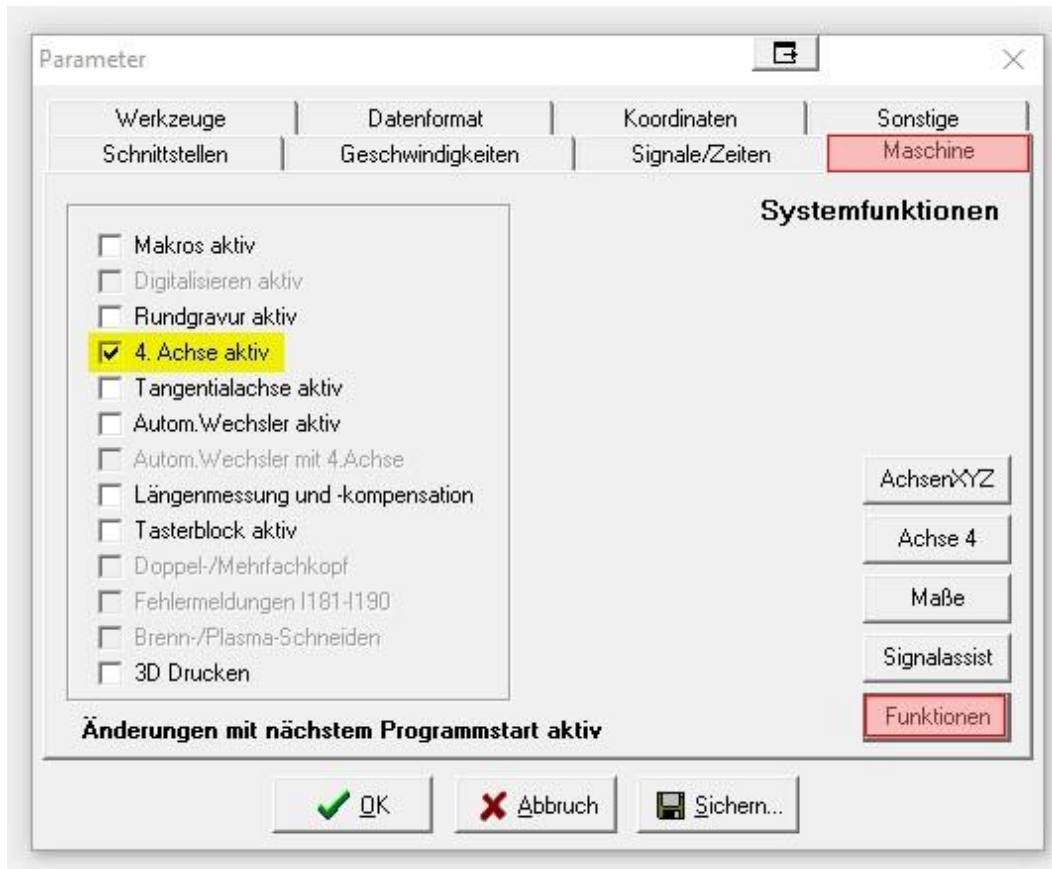 Parameter
Werkzeuge Datenformat Koordinaten Sonstige
Schnittstellen Geschwindigkeiten Signale/Zeiten Maschine
Systemfunktionen
Makros aktiv
Digitalisieren aktiv
Rundgravur aktiv
4. Achse aktiv
Tangentialachse aktiv
Autom.Wechsler aktiv
Autom.Wechsler mit 4.Achse
Längenmessung und -kompensation
Tasterblock aktiv
Doppel-/Mehrfachkopf
Fehlermeldungen I181-I190
Brenn-/Plasma-Schneiden
3D Drucken
AchsenXYZ
Achse 4
Maße
Signalassist
Funktionen
Änderungen mit nächstem Programmstart aktiv
OK Abbruch Sichern...